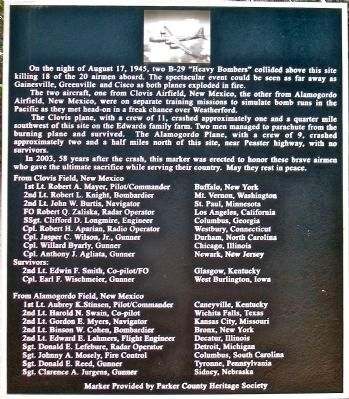 On the night of August 17, 1945, two B-29 "Heavy Bombers" collided above this site
killing 18 of the 20 airmen aboard. The spectacular event could be seen as far away as
Gainesville, Greenville and Cisco as both planes exploded in fire.
The two aircraft, one from Clovis Airfield, New Mexico, the other from Alamogordo
Airfield, New Mexico, were on separate training missions to simulate bomb runs in the
Pacific as they met head-on in a freak chance over Weatherford.
The Clovis plane, with a crew of 11, crashed approximately one and a quarter mile
southwest of this site on the Edwards family farm. Two men managed to parachute from the
burning plane and survived. The Alamogordo Plane, with a crew of 9, crashed
approximately two and a half miles north of this site, near Peaster highway, with no
survivors.
In 2003, 58 years after the crash, this marker was erected to honor these brave airmen
who gave the ultimate sacrifice while serving their country. May they rest in peace.
From Clovis Field, New Mexico
1st Lt. Robert A. Mayer, Pilot/Commander Buffalo, New York
2nd Lt. Robert L. Knight, Bombardier Mt. Vernon, Washington
2nd Lt. John W. Burtis, Navigator St. Paul, Minnesota
FO Robert Q. Zaliska, Radar Operator Los Angeles, California
SSgt. Clifford D. Longmire, Engineer Columbus, Georgia
Cpl. Robert H. Aparian, Radio Operator Westbury, Connecticut
Cpl. Jasper C. Wilson, Jr., Gunner Durham, North Carolina
Cpl. Willard Byarly, Gunner Chicago, Illinois
Cpl. Anthony J. Agliata, Gunner Newark, New Jersey
Survivors:
2nd Lt. Edwin F. Smith, Co-pilot/FO Glasgow, Kentucky
Cpl. Earl F. Wischmeier, Gunner West Burlington, Iowa
From Alamogordo Field, New Mexico
1st Lt. Aubrey K.Stinsen, Pilot/Commander Caneyville, Kentucky
2nd Lt. Harold N. Swain, Co-pilot Wichita Falls, Texas
2nd Lt. Gordon E. Myers, Navigator Kansas City, Missouri
2nd Lt. Binson W. Cohen, Bombardier Bronx, New York
2nd Lt. Edward E. Lahmers, Flight Engineer Decatur, Illinois
Sgt. Donald E. Lefebure, Radar Operator Detroit, Michigan
Sgt. Johnny A. Mosely, Fire Control Columbus, South Carolina
Sgt. Donald E. Reed, Gunner Tyronne, Pennsylvania
Sgt. Clarence A. Jurgens, Gunner Sidney, Nebraska
Marker Provided by Parker County Heritage Society